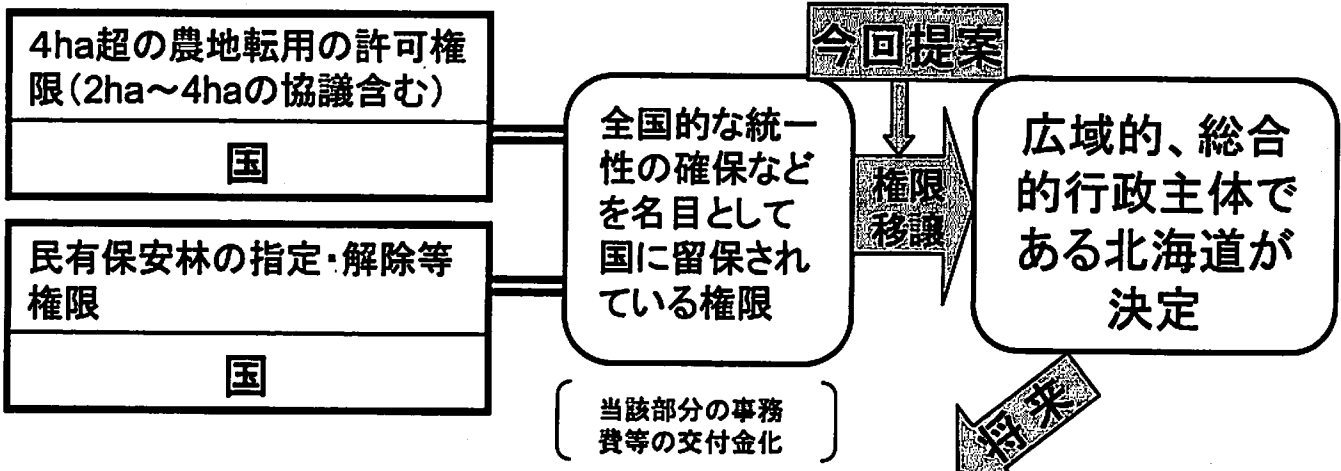 4ha超の農地転用の許可権
限(2ha～4haの協議含む)
国
民有保安林の指定・解除等
権限
国
全国的な統一
性の確保など
を名目として
国に留保され
ている権限
当該部分の事務
費等の交付金化
今回提案
権限
移譲
広域的、総合
的行政主体で
ある北海道が
決定
将来